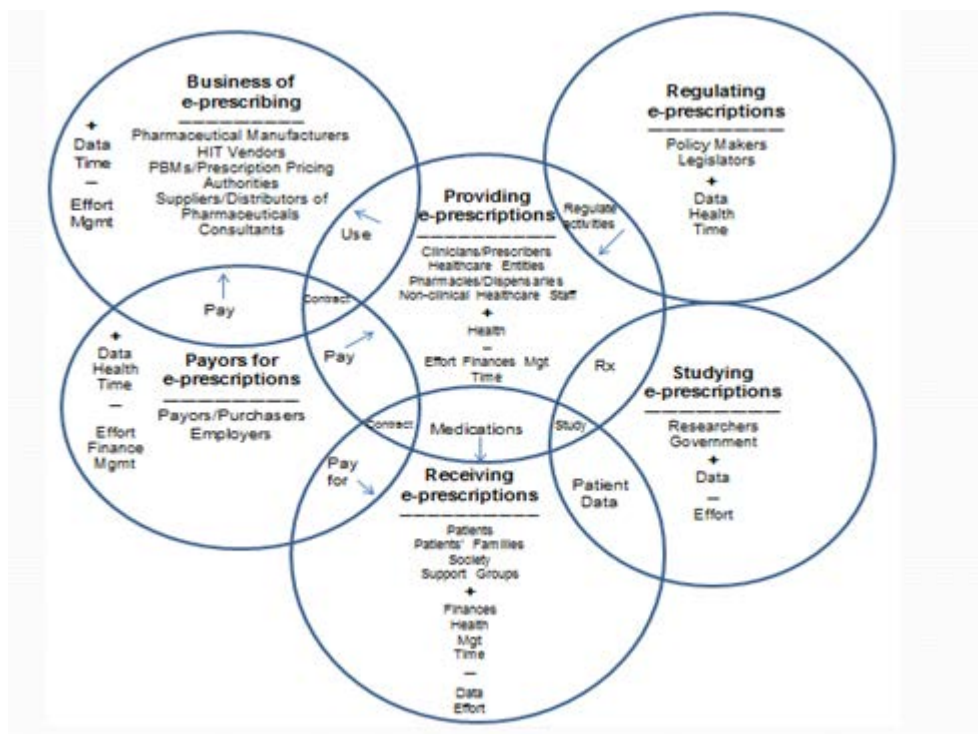 Business of
e-prescribing
—————————
Pharmaceutical Manufacturers
HIT Vendors
PBMs/Prescription Pricing
Authorities
Suppliers/Distributors of
Pharmaceuticals
Consultants
+
Data
Time
—
Effort
Mgmt
Regulating
e-prescriptions
—————————
Policy Makers
Legislators
+
Data
Health
Time
Providing
e-prescriptions
—————————
Clinicians/Prescribers
Healthcare Entities
Pharmacies/Dispensaries
Non-clinical Healthcare Staff
+
Health
—
Effort Finances Mgt
Time
Regulate
activities
Use
Pay
Contract
Pay
+
Data
Health
Time
—
Effort
Finance
Mgmt
Payors for
e-prescriptions
—————————
Payors/Purchasers
Employers
Rx
Studying
e-prescriptions
—————————
Researchers
Government
+
Data
—
Effort
Contract
Medications
Study
Pay
for
Patient
Data
Receiving
e-prescriptions
—————————
Patients
Patients' Families
Society
Support Groups
+
Finances
Health
Mgt
Time
—
Data
Effort